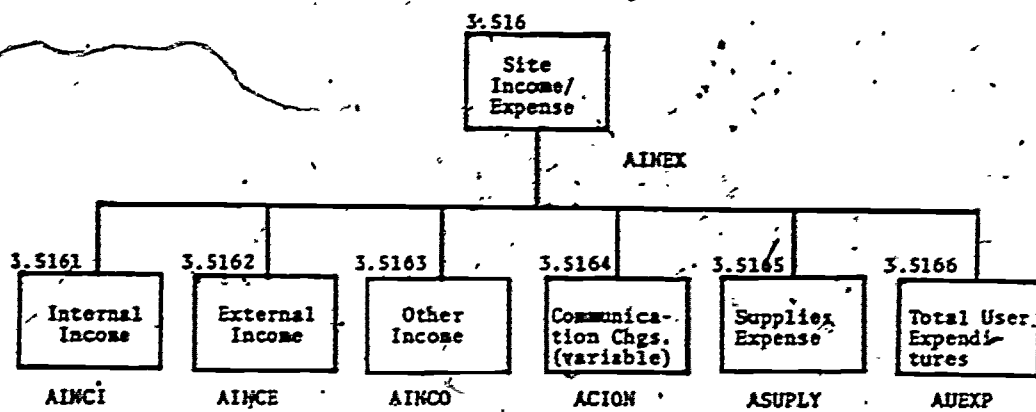 3.516
Site
Income/
Expense
AINEX
3.5161
3.5162
3.5163
3.5164
3.5165
3.5166
Internal
Income
External
Income
Other
Income
Communica-
tion Chgs.
(variable)
Supplies
Expense
Total User
Expendi-
tures
AINCI
AINCE
AINCO
ACION
ASUPLY
AUEXP